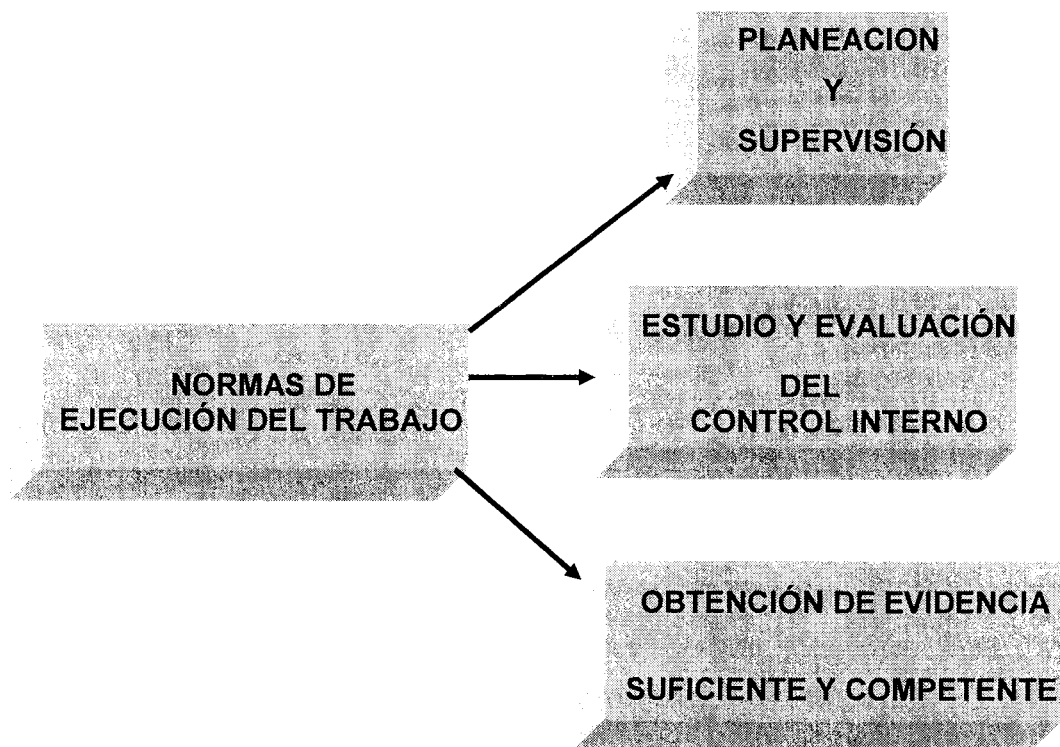 PLANEACION
Y
SUPERVISIÓN
NORMAS DE
EJECUCIÓN DEL TRABAJO
ESTUDIO Y EVALUACIÓN
DEL
CONTROL INTERNO
OBTENCIÓN DE EVIDENCIA
SUFICIENTE Y COMPETENTE